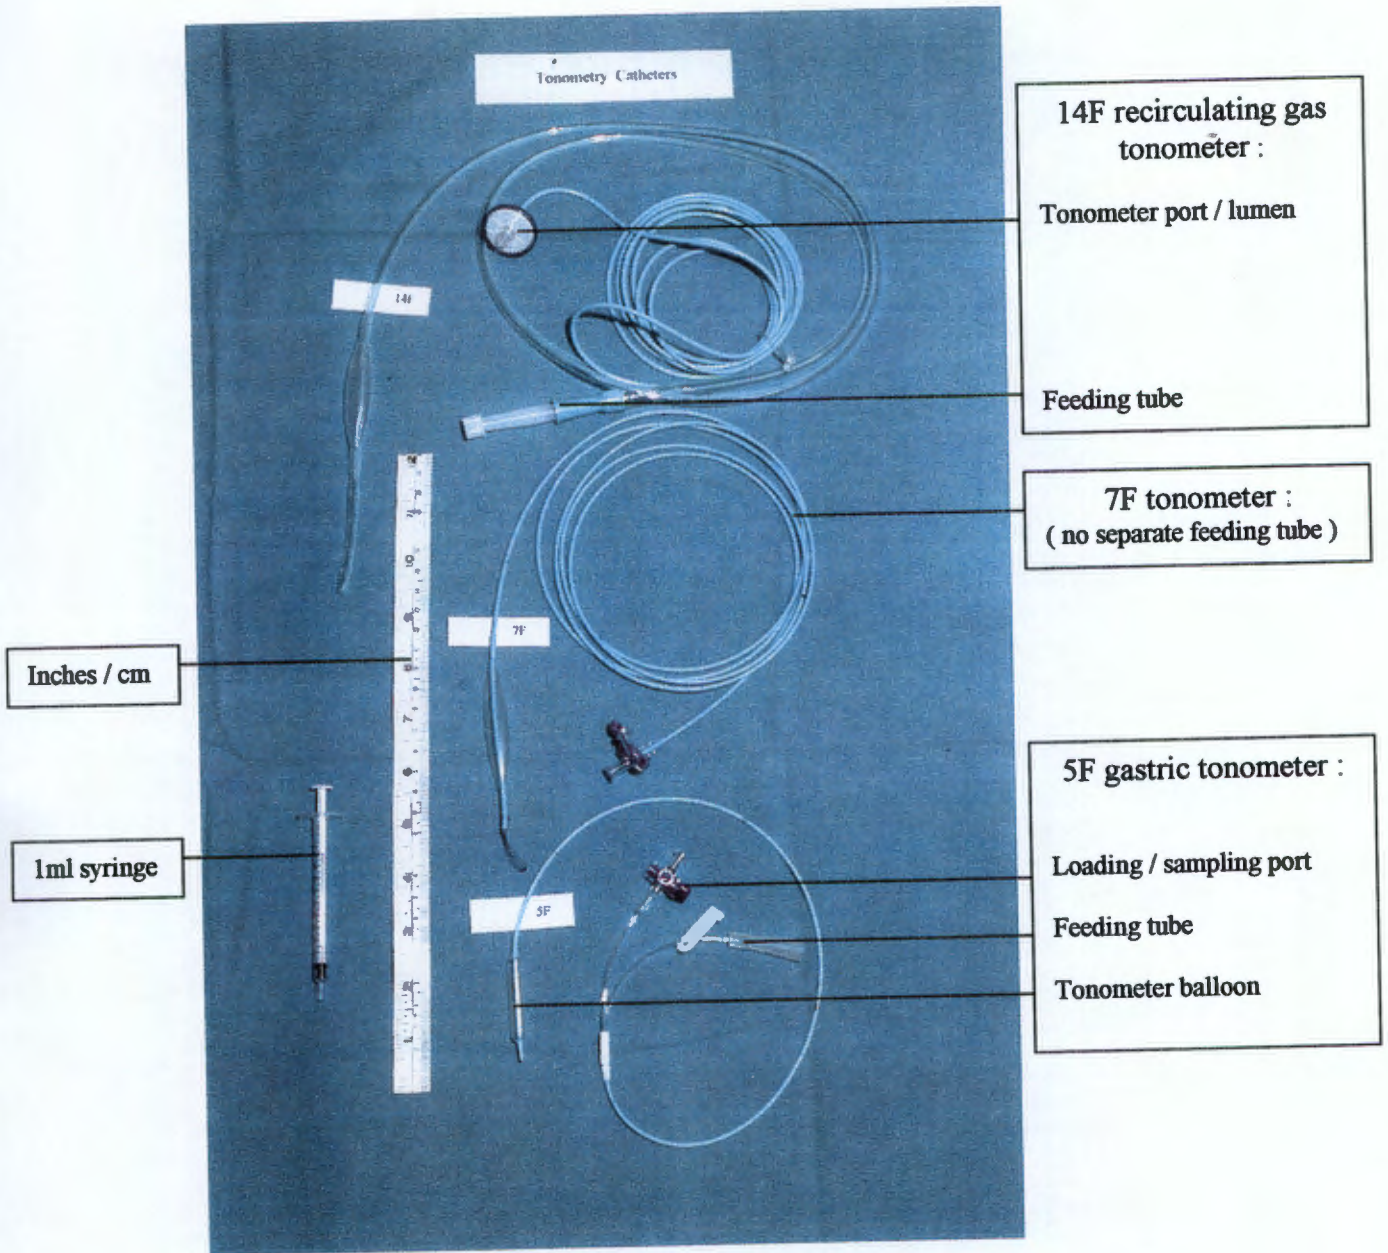 Tonometry Catheters
14F recirculating gas
tonometer :
Tonometer port / lumen
Feeding tube
14F
7F tonometer :
( no separate feeding tube )
7F
Inches / cm
1ml syringe
5F gastric tonometer :
Loading / sampling port
Feeding tube
Tonometer balloon
5F